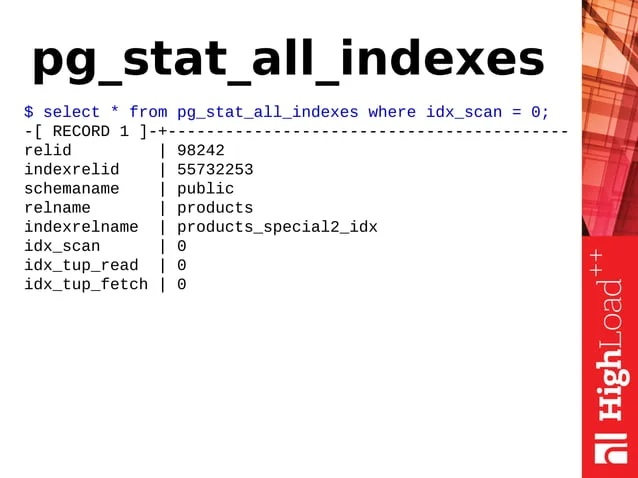 pg_stat_all_indexes
$ select * from pg_stat_all_indexes where idx_scan = 0;
-[ RECORD 1 ]-+------------------------------------------
relid         | 98242
indexrelid    | 55732253
schemaname    | public
relname       | products
indexrelname  | products_special2_idx
idx_scan      | 0
idx_tup_read  | 0
idx_tup_fetch | 0
HighLoad++